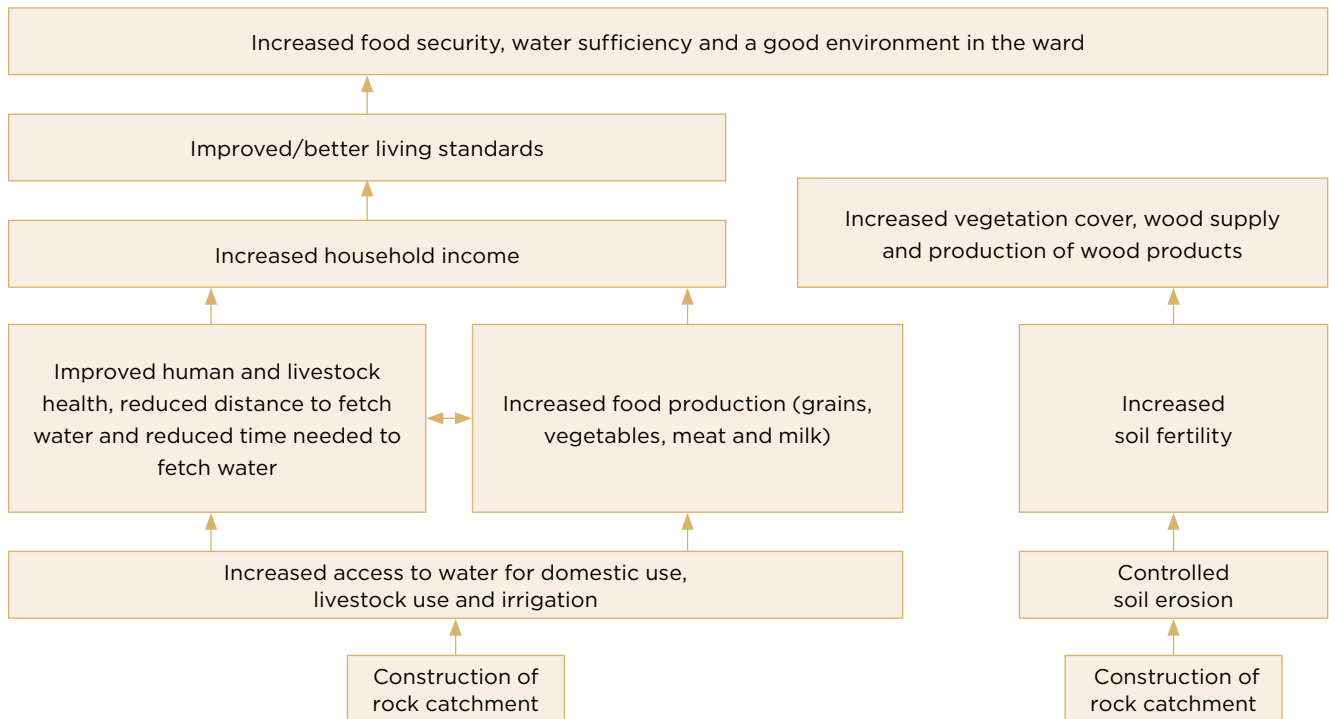 Increased food security, water sufficiency and a good environment in the ward
Improved/better living standards
Increased household income
Increased vegetation cover, wood supply
and production of wood products
Improved human and livestock
health, reduced distance to fetch
water and reduced time needed to
fetch water
Increased food production (grains,
vegetables, meat and milk)
Increased
soil fertility
Increased access to water for domestic use,
livestock use and irrigation
Controlled
soil erosion
Construction of
rock catchment
Construction of
rock catchment